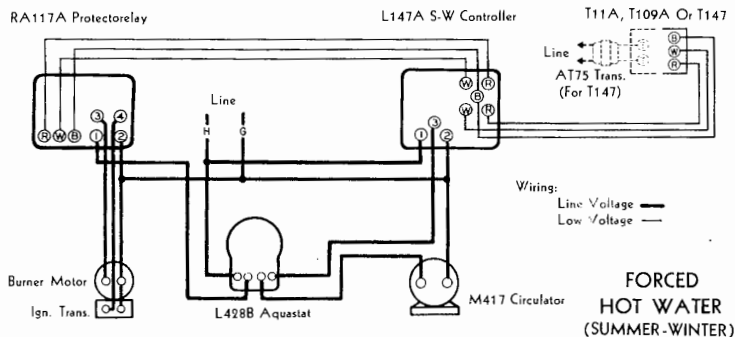 RA117A Protectorelay
L147A S-W Controller
T11A, T109A Or T147
Line
AT75 Trans.
(For T147)
B
W
R
W R
B
W R
3 4
R W B 1 2
Line
H G
3
1 2
Wiring:
Line Voltage
Low Voltage
Burner Motor
Ign. Trans.
L428B Aquastat
M417 Circulator
FORCED
HOT WATER
(SUMMER-WINTER)